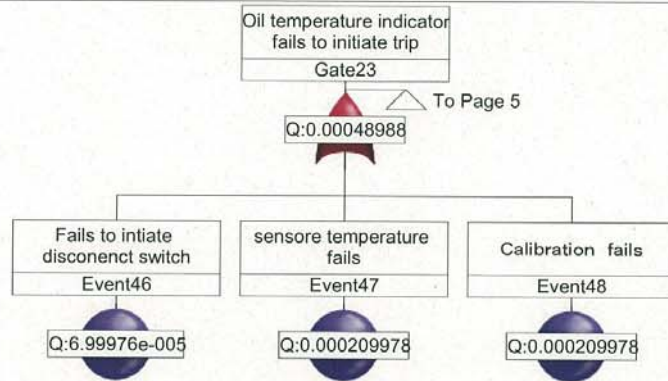 Oil temperature indicator
fails to initiate trip
Gate23
To Page 5
Q:0.00048988
Fails to intiate
disconenct switch
Event46
Q:6.99976e-005
sensore temperature
fails
Event47
Q:0.000209978
Calibration fails
Event48
Q:0.000209978